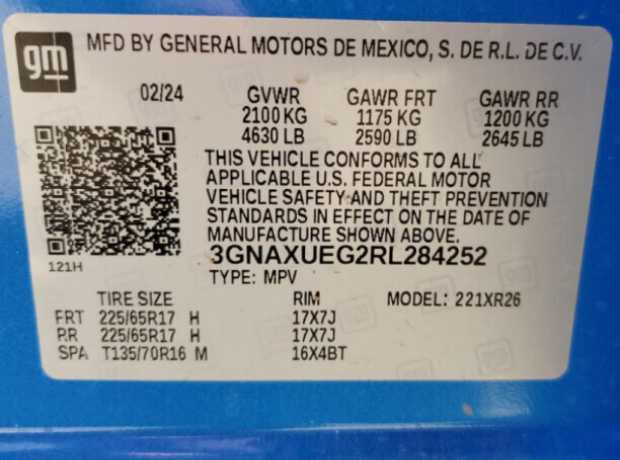 gm MFD BY GENERAL MOTORS DE MEXICO, S. DE R.L. DE C.V.
02/24 GVWR GAWR FRT GAWR RR
2100 KG 1175 KG 1200 KG
4630 LB 2590 LB 2645 LB
THIS VEHICLE CONFORMS TO ALL
APPLICABLE U.S. FEDERAL MOTOR
VEHICLE SAFETY AND THEFT PREVENTION
STANDARDS IN EFFECT ON THE DATE OF
MANUFACTURE SHOWN ABOVE.
121H 3GNAXUEG2RL284252
TYPE: MPV
TIRE SIZE RIM MODEL: 221XR26
FRT 225/65R17 H 17X7J
RR 225/65R17 H 17X7J
SPA T135/70R16 M 16X4BT